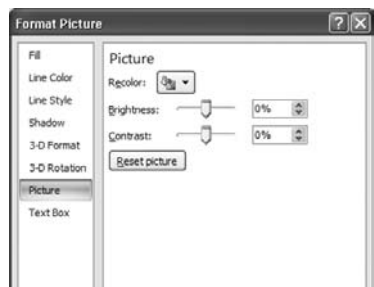 Format Picture
Fill
Line Color
Line Style
Shadow
3-D Format
3-D Rotation
Picture
Text Box
Picture
Recolor:
Brightness: 0%
Contrast: 0%
Reset picture